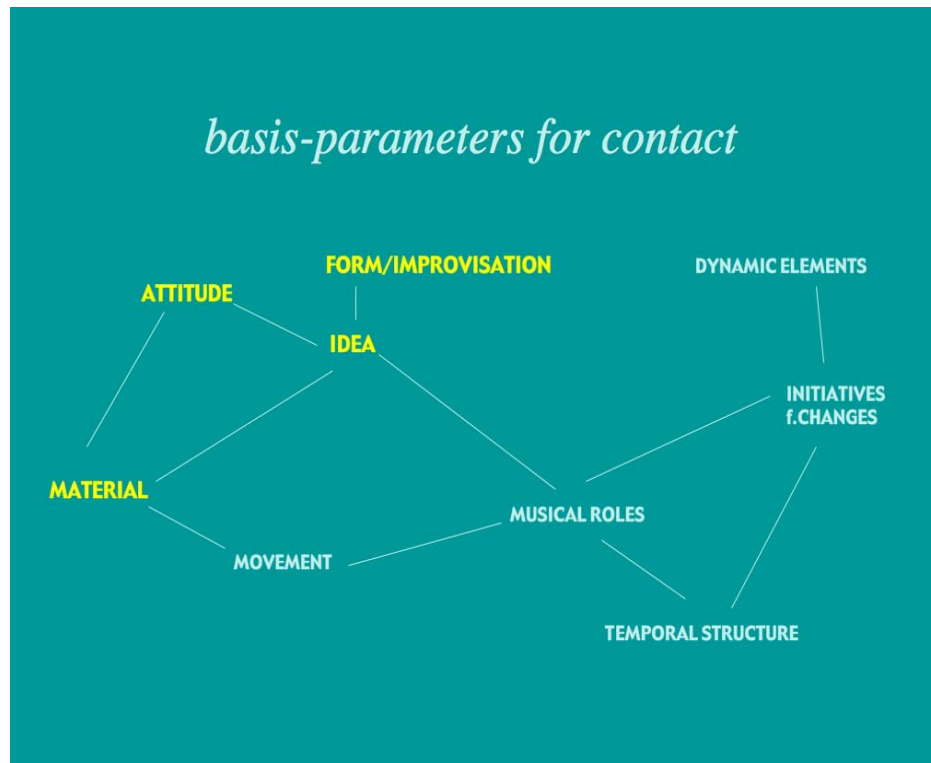 basis-parameters for contact
FORM/IMPROVISATION
DYNAMIC ELEMENTS
ATTITUDE
IDEA
INITIATIVES
f.CHANGES
MATERIAL
MUSICAL ROLES
MOVEMENT
TEMPORAL STRUCTURE